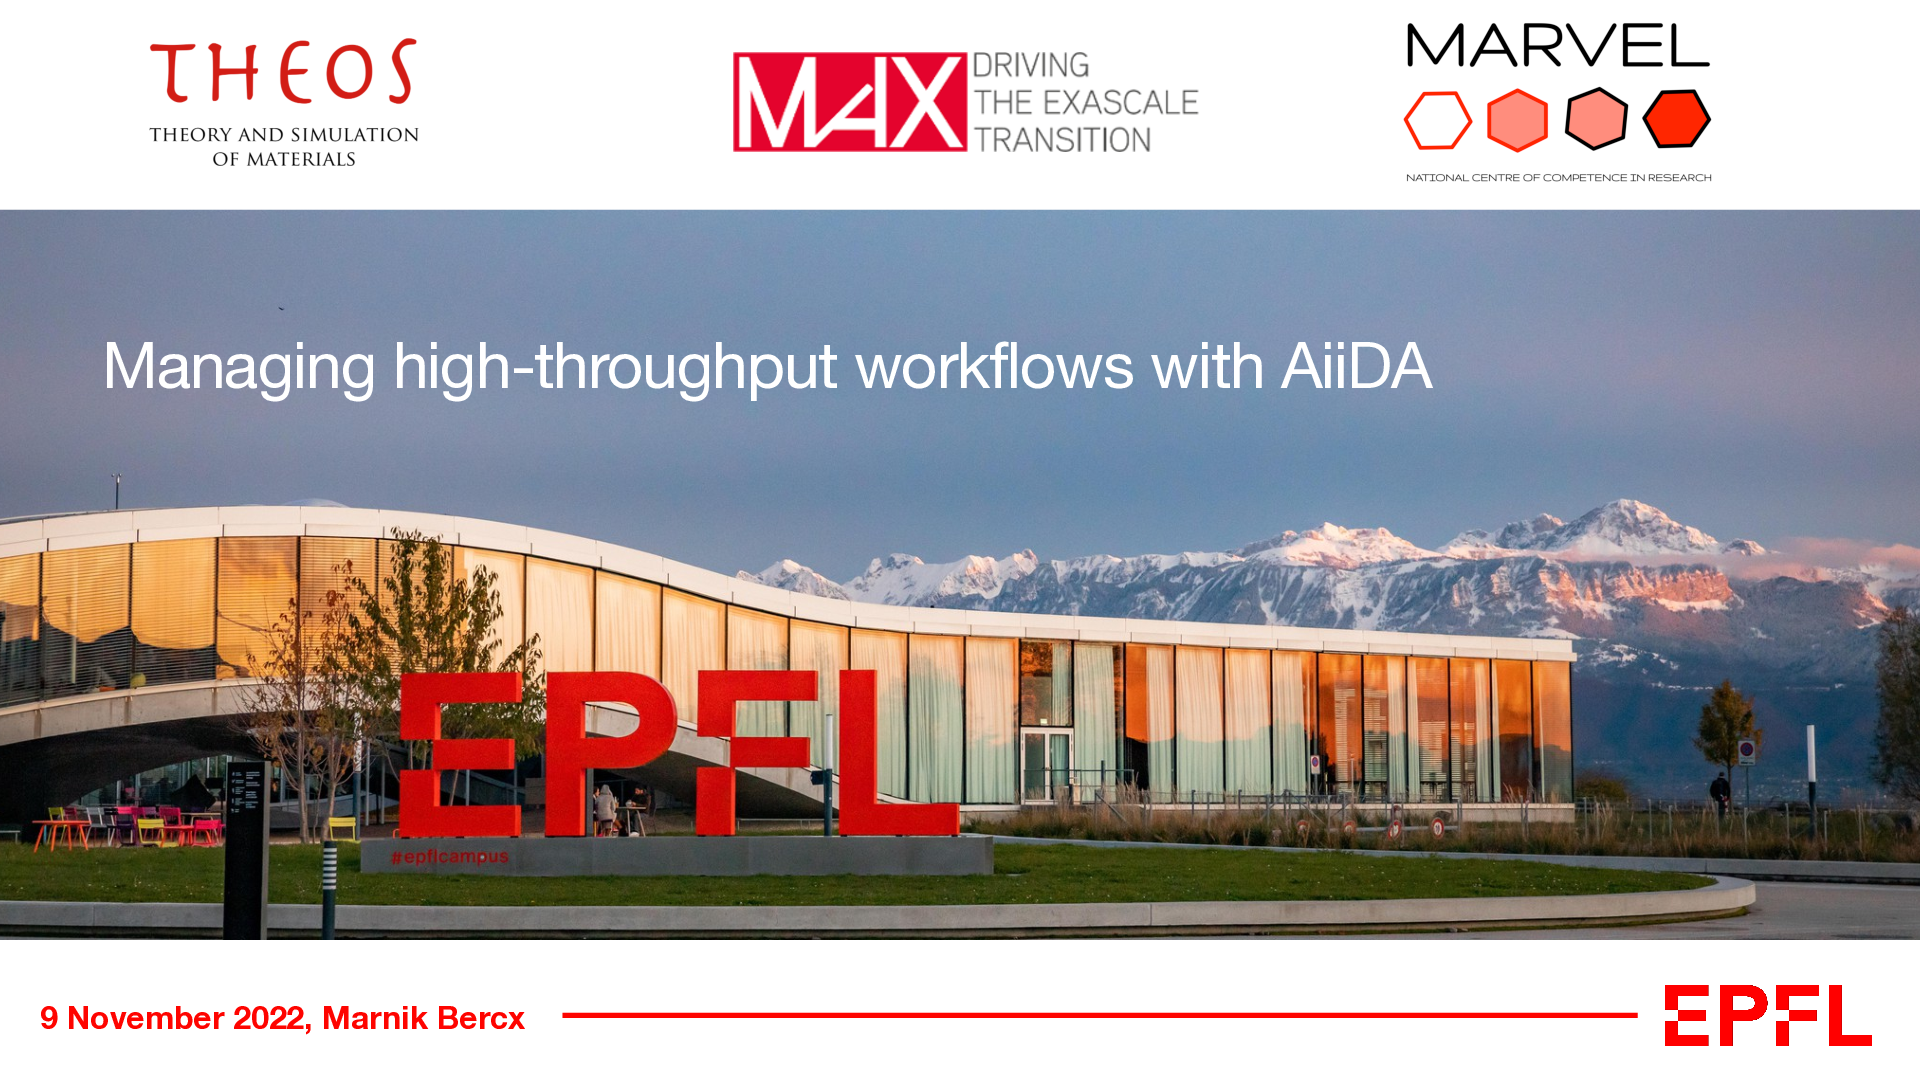 THEOS
THEORY AND SIMULATION
OF MATERIALS
MAX
DRIVING
THE EXASCALE
TRANSITION
MARVEL
NATIONAL CENTRE OF COMPETENCE IN RESEARCH
Managing high-throughput workflows with AiiDA
EPFL
#epflcampus
9 November 2022, Marnik Bercx
EPFL